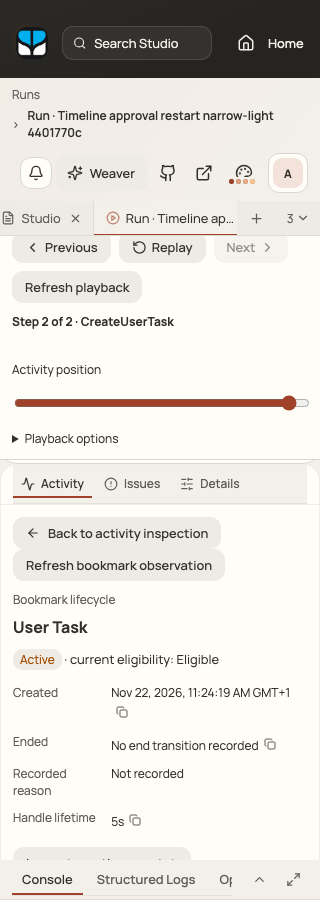 Search Studio
Home
Runs
Run · Timeline approval restart narrow-light
4401770c
Weaver
A
Studio
Run · Timeline ap...
3
Previous
Replay
Next
Refresh playback
Step 2 of 2 · CreateUserTask
Activity position
Playback options
Activity
Issues
Details
Back to activity inspection
Refresh bookmark observation
Bookmark lifecycle
User Task
Active · current eligibility: Eligible
Created
Nov 22, 2026, 11:24:19 AM GMT+1
Ended
No end transition recorded
Recorded
reason
Not recorded
Handle lifetime
5s
Console
Structured Logs